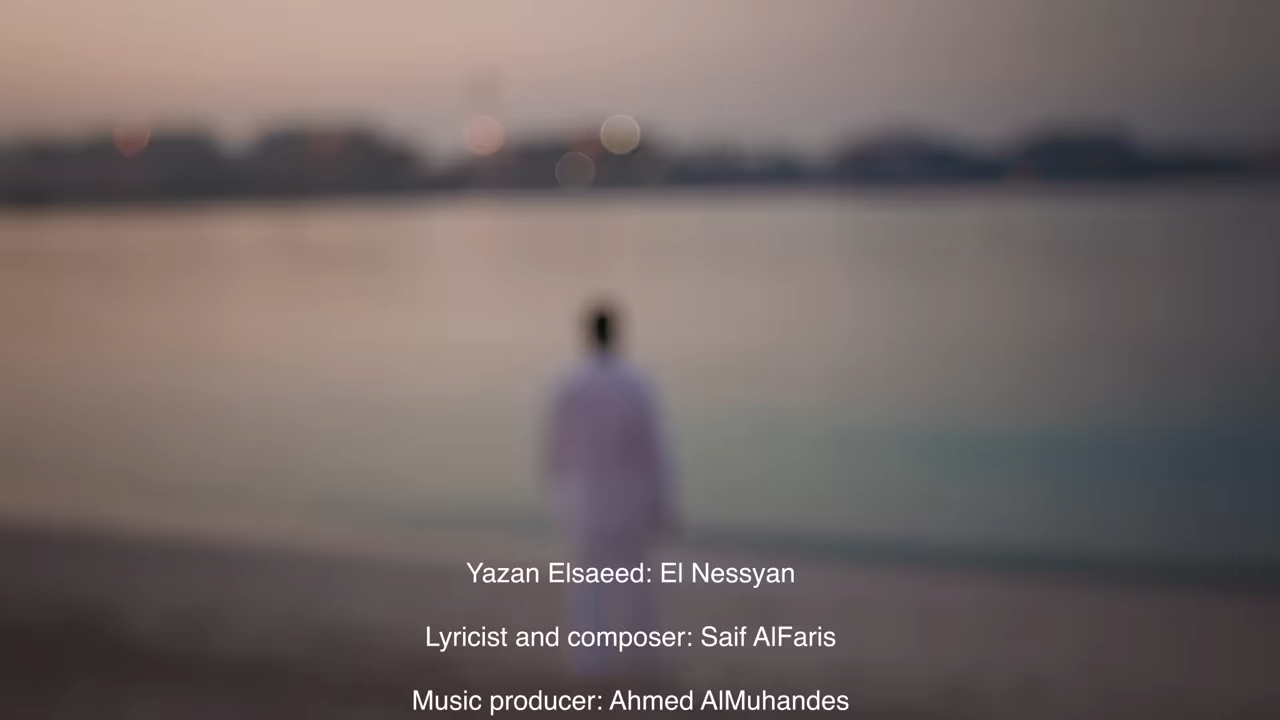 Yazan Elsaeed: El Nessyan
Lyricist and composer: Saif AlFaris
Music producer: Ahmed AlMuhandes